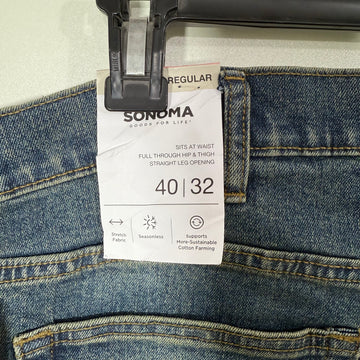 REGULAR
SONOMA
GOODS FOR LIFE
SITS AT WAIST
FULL THROUGH HIP & THIGH
STRAIGHT LEG OPENING
40 | 32
Stretch Fabric
Seasonless
supports
More-Sustainable
Cotton Farming